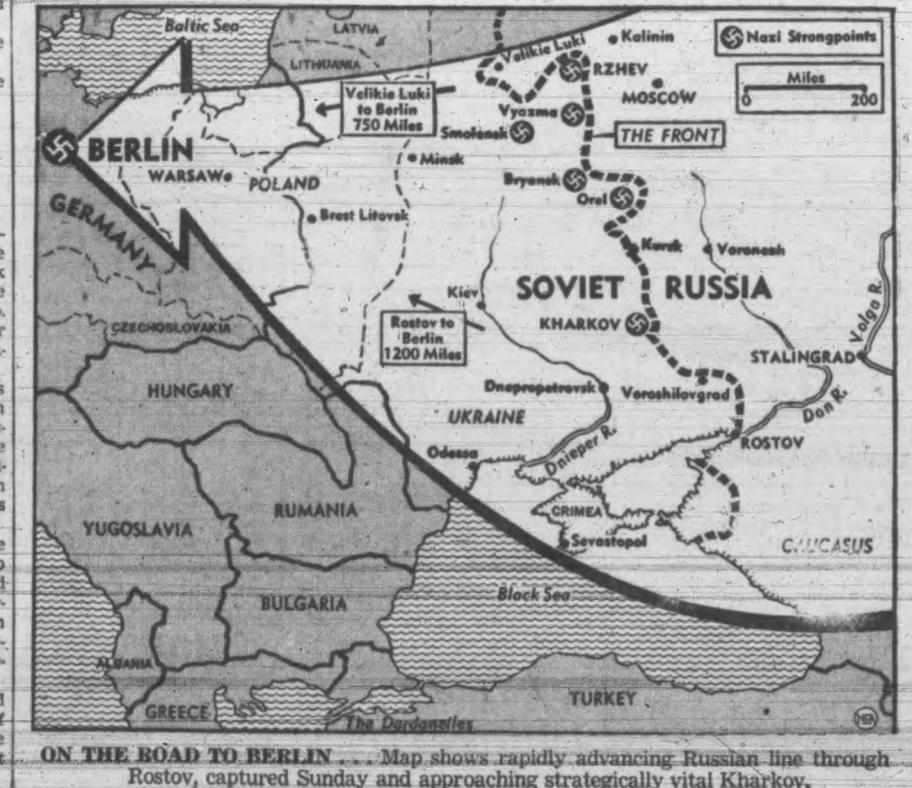 Baltic Sea
LATVIA
LITHUANIA
Velikie Luki
Kalinin
Nazi Strongpoints
RZHEV
MOSCOW
Miles
0 200
Velikie Luki
to Berlin
750 Miles
Vyazma
Smolensk
THE FRONT
BERLIN
WARSAW
POLAND
Minsk
Bryansk
Orel
Brest Litovsk
GERMANY
Kursk
Voronesh
Kiev
SOVIET RUSSIA
Volga R.
CZECHOSLOVAKIA
Rostov to
Berlin
1200 Miles
KHARKOV
STALINGRAD
HUNGARY
Dnepropetrovsk
Voroshilovgrad
Don R.
UKRAINE
Dnieper R.
ROSTOV
Odessa
RUMANIA
CRIMEA
YUGOSLAVIA
Sevastopol
CAUCASUS
Black Sea
BULGARIA
ALBANIA
GREECE
TURKEY
The Dardanelles
NEA
ON THE ROAD TO BERLIN . . . Map shows rapidly advancing Russian line through
Rostov, captured Sunday and approaching strategically vital Kharkov.